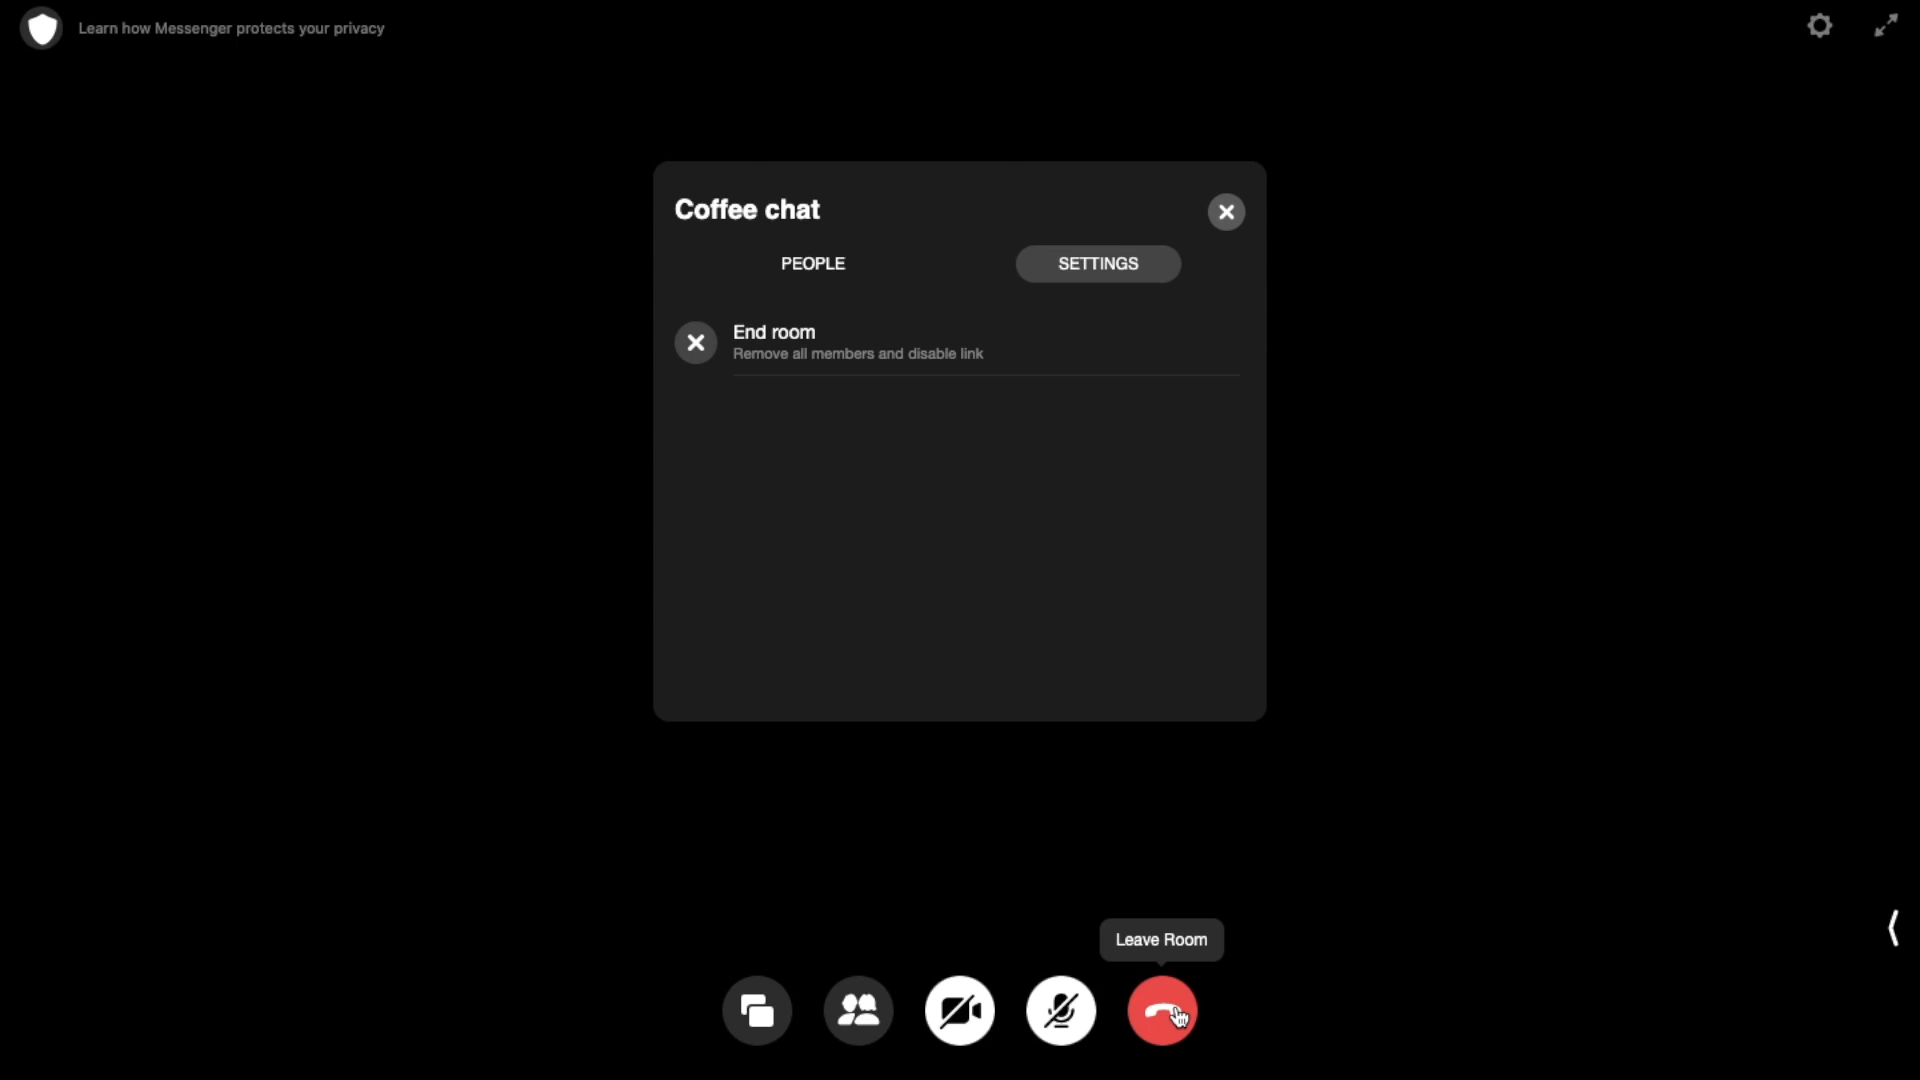 Learn how Messenger protects your privacy
Coffee chat
PEOPLE
SETTINGS
End room
Remove all members and disable link
Leave Room